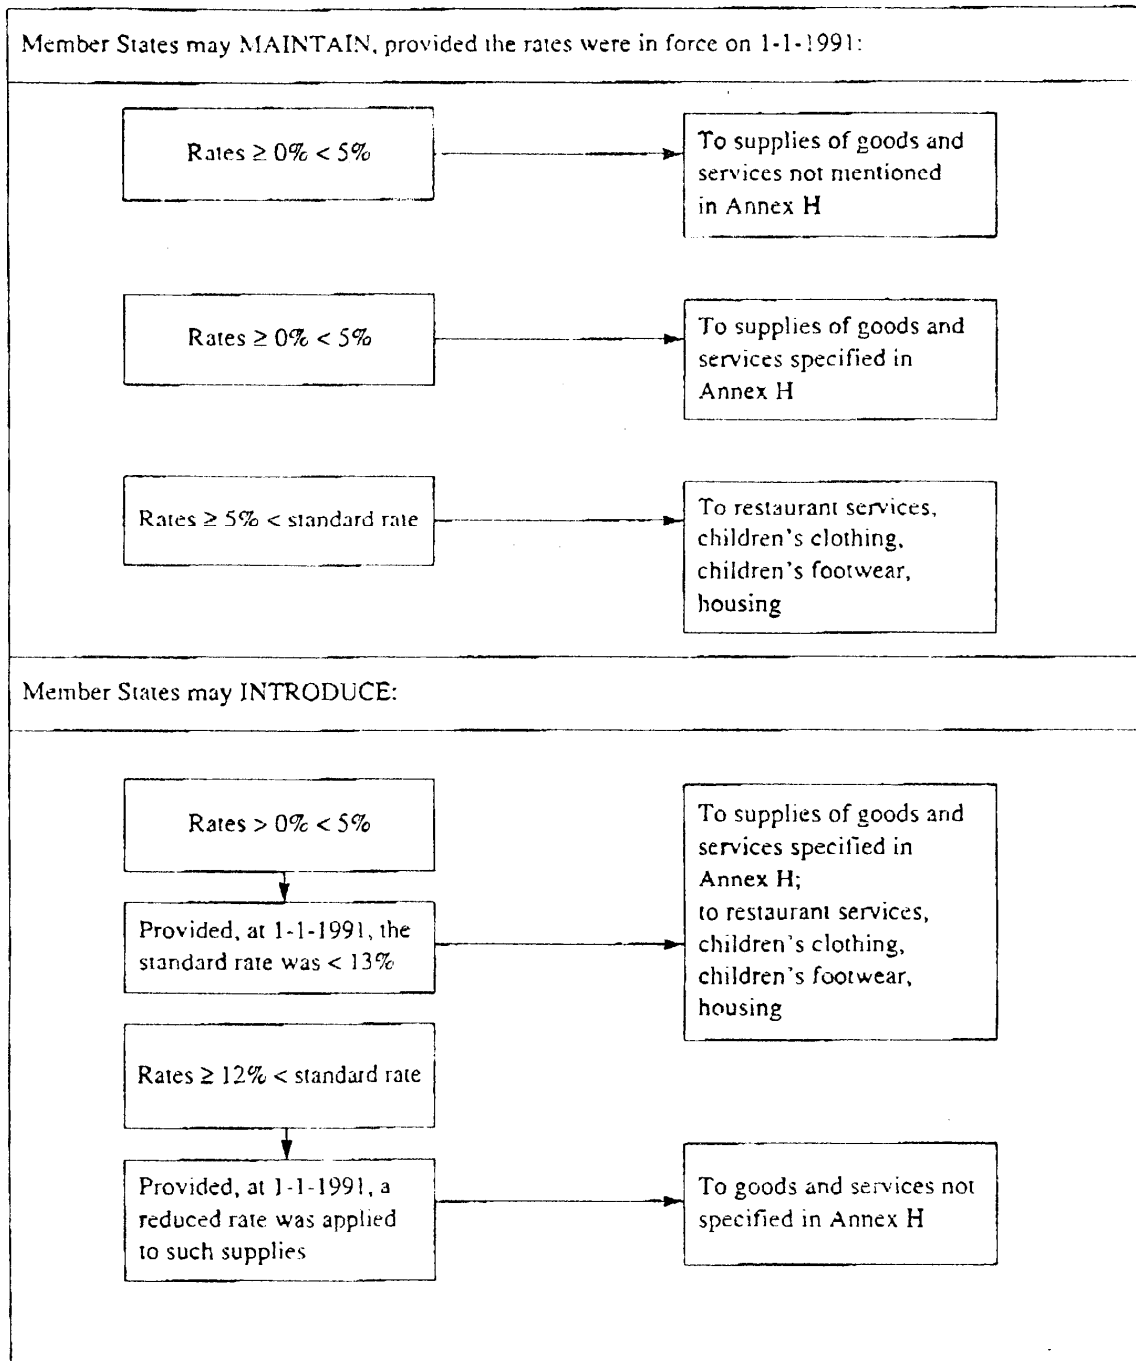 Member States may MAINTAIN, provided the rates were in force on 1-1-1991:
Rates ≥ 0% < 5%
To supplies of goods and
services not mentioned
in Annex H
Rates ≥ 0% < 5%
To supplies of goods and
services specified in
Annex H
Rates ≥ 5% < standard rate
To restaurant services,
children's clothing,
children's footwear,
housing
Member States may INTRODUCE:
Rates > 0% < 5%
Provided, at 1-1-1991, the
standard rate was < 13%
To supplies of goods and
services specified in
Annex H;
to restaurant services,
children's clothing,
children's footwear,
housing
Rates ≥ 12% < standard rate
Provided, at 1-1-1991, a
reduced rate was applied
to such supplies
To goods and services not
specified in Annex H